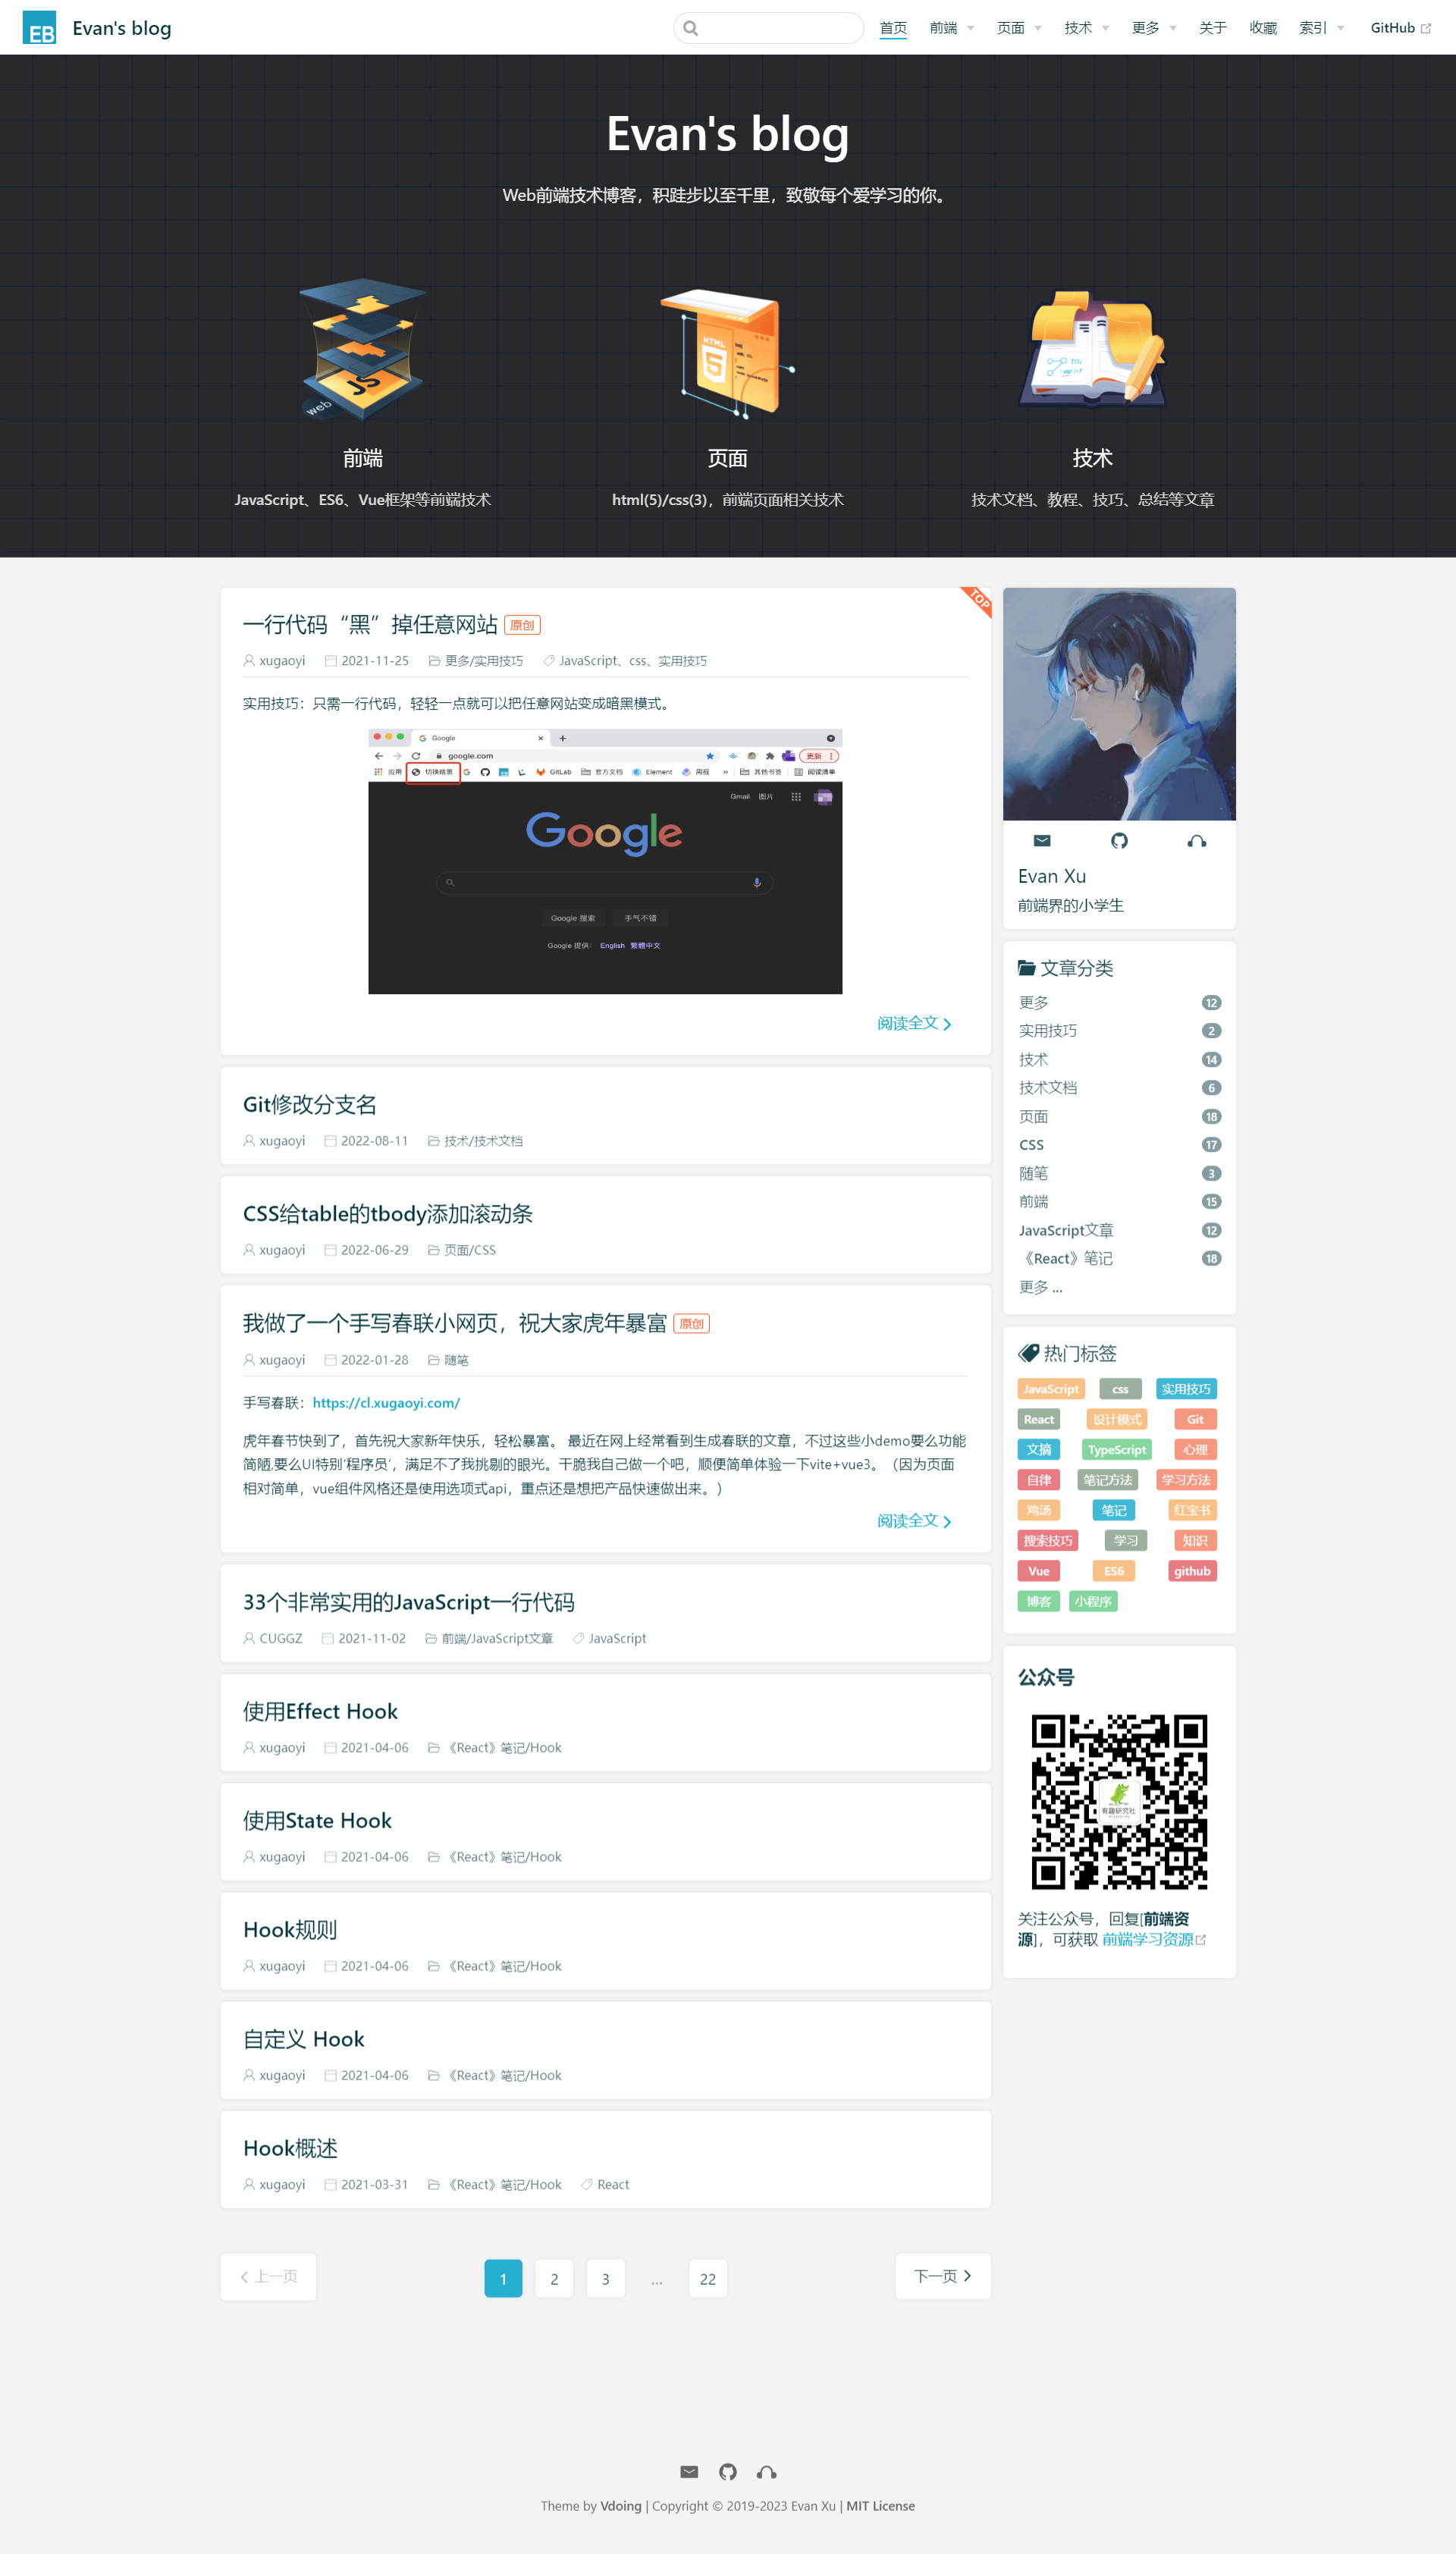 EB Evan's blog 首页 前端 页面 技术 更多 关于 收藏 索引 GitHub
Evan's blog
Web前端技术博客，积跬步以至千里，致敬每个爱学习的你。
web JS
HTML
前端
JavaScript、ES6、Vue框架等前端技术
页面
html(5)/css(3)，前端页面相关技术
技术
技术文档、教程、技巧、总结等文章
TOP
一行代码“黑”掉任意网站 原创
xugaoyi 2021-11-25 更多/实用技巧 JavaScript、css、实用技巧
实用技巧：只需一行代码，轻轻一点就可以把任意网站变成暗黑模式。
Google
google.com 更新
应用 切换暗黑 GitLab 官方文档 Element 周报 其他书签 阅读清单
Gmail 图片
Google
Google 搜索 手气不错
Google 提供： English 繁體中文
阅读全文
Git修改分支名
xugaoyi 2022-08-11 技术/技术文档
CSS给table的tbody添加滚动条
xugaoyi 2022-06-29 页面/CSS
我做了一个手写春联小网页，祝大家虎年暴富 原创
xugaoyi 2022-01-28 随笔
手写春联：https://cl.xugaoyi.com/
虎年春节快到了，首先祝大家新年快乐，轻松暴富。 最近在网上经常看到生成春联的文章，不过这些小demo要么功能
简陋,要么UI特别‘程序员’，满足不了我挑剔的眼光。干脆我自己做一个吧，顺便简单体验一下vite+vue3。（因为页面
相对简单，vue组件风格还是使用选项式api，重点还是想把产品快速做出来。）
阅读全文
33个非常实用的JavaScript一行代码
CUGGZ 2021-11-02 前端/JavaScript文章 JavaScript
使用Effect Hook
xugaoyi 2021-04-06 《React》笔记/Hook
使用State Hook
xugaoyi 2021-04-06 《React》笔记/Hook
Hook规则
xugaoyi 2021-04-06 《React》笔记/Hook
自定义 Hook
xugaoyi 2021-04-06 《React》笔记/Hook
Hook概述
xugaoyi 2021-03-31 《React》笔记/Hook React
上一页 1 2 3 ... 22 下一页
Evan Xu
前端界的小学生
文章分类
更多 12
实用技巧 2
技术 14
技术文档 6
页面 18
CSS 17
随笔 3
前端 15
JavaScript文章 12
《React》笔记 18
更多 ...
热门标签
JavaScript css 实用技巧
React 设计模式 Git
文摘 TypeScript 心理
自律 笔记方法 学习方法
鸡汤 笔记 红宝书
搜索技巧 学习 知识
Vue ES6 github
博客 小程序
公众号
有趣研究社
关注公众号，回复[前端资
源]，可获取 前端学习资源
Theme by Vdoing | Copyright © 2019-2023 Evan Xu | MIT License